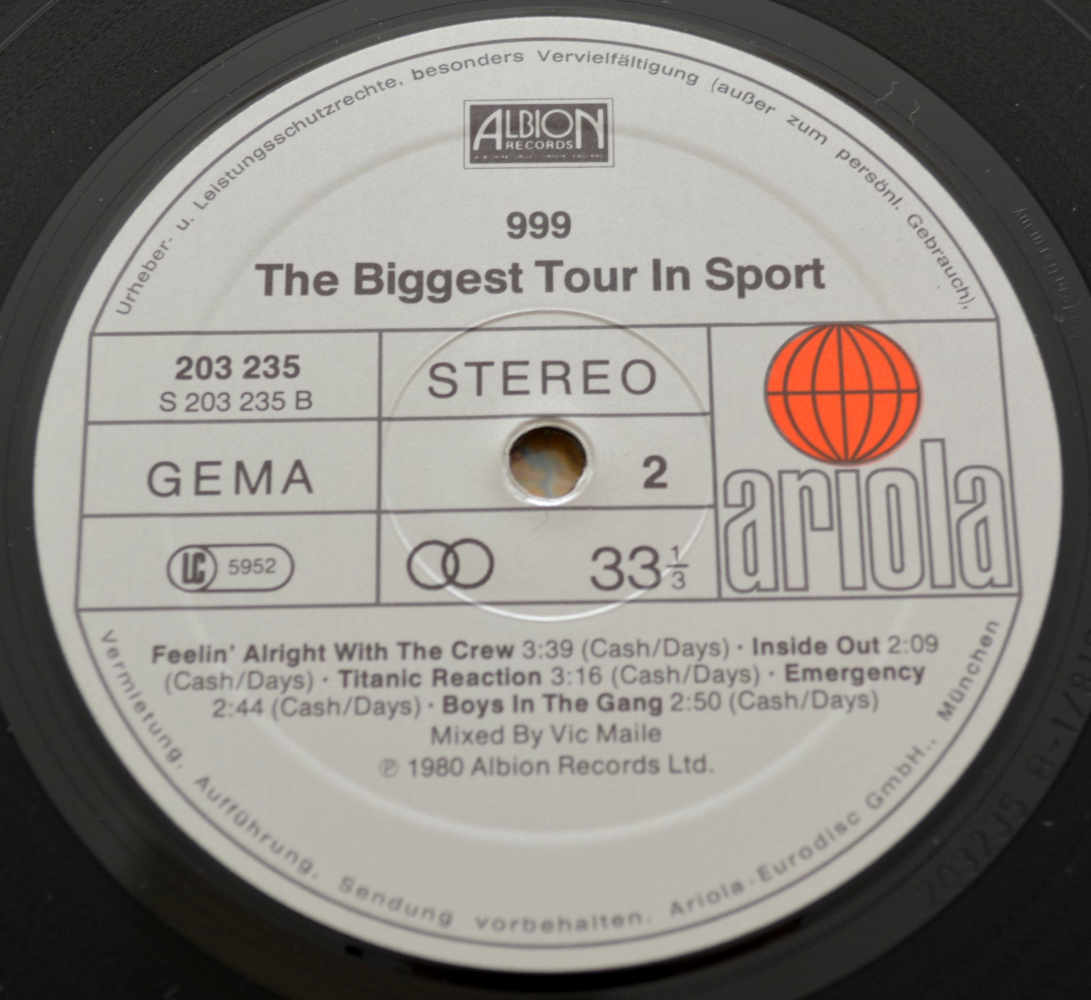 Urheber- u. Leistungsschutzrechte, besonders Vervielfältigung (außer zum persönl. Gebrauch),
ALBION
RECORDS
999
The Biggest Tour In Sport
203 235
S 203 235 B
STEREO
GEMA
2
LC 5952
33 1/3
ariola
Feelin' Alright With The Crew 3:39 (Cash/Days) · Inside Out 2:09
(Cash/Days) · Titanic Reaction 3:16 (Cash/Days) · Emergency
2:44 (Cash/Days) · Boys In The Gang 2:50 (Cash/Days)
Mixed By Vic Maile
℗ 1980 Albion Records Ltd.
Vermietung, Aufführung, Sendung vorbehalten. Ariola-Eurodisc GmbH., München
203235